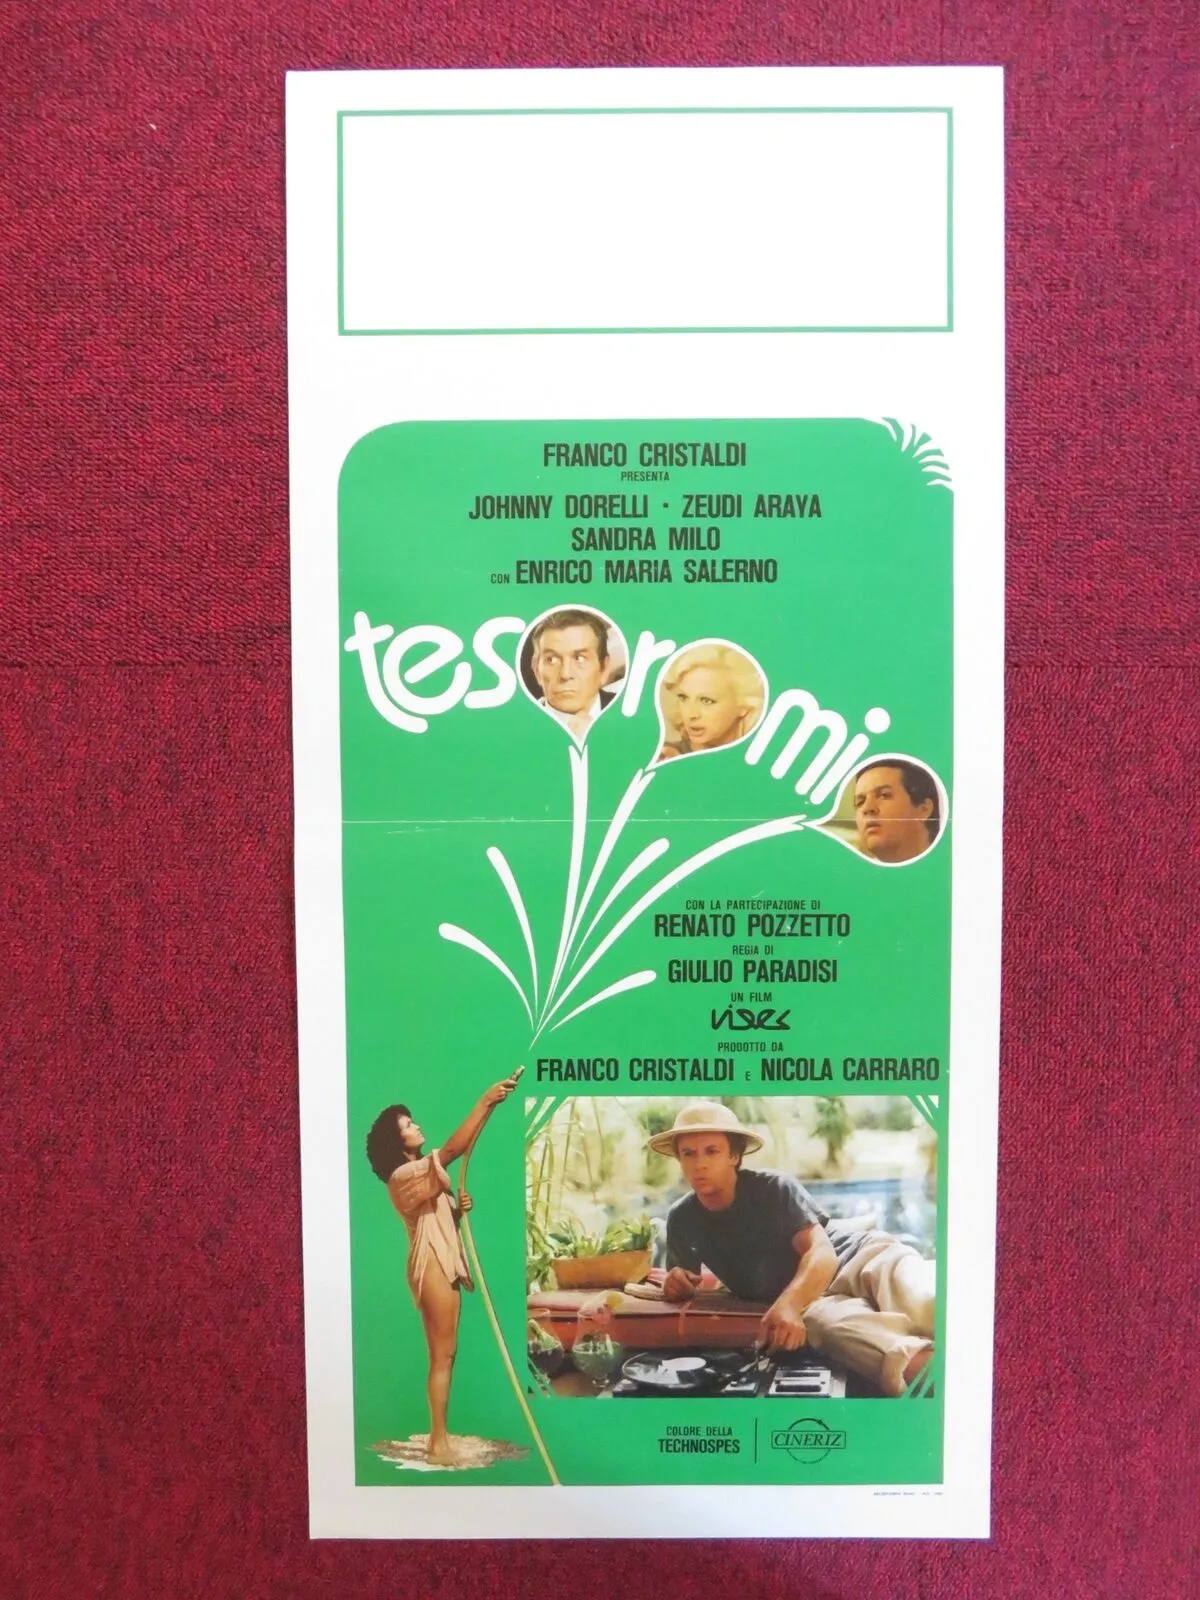 FRANCO CRISTALDI
PRESENTA
JOHNNY DORELLI • ZEUDI ARAYA
SANDRA MILO
CON ENRICO MARIA SALERNO
tesoro mio
CON LA PARTECIPAZIONE DI
RENATO POZZETTO
REGIA DI
GIULIO PARADISI
UN FILM
vides
PRODOTTO DA
FRANCO CRISTALDI E NICOLA CARRARO
COLORE DELLA
TECHNOSPES
CINERIZ